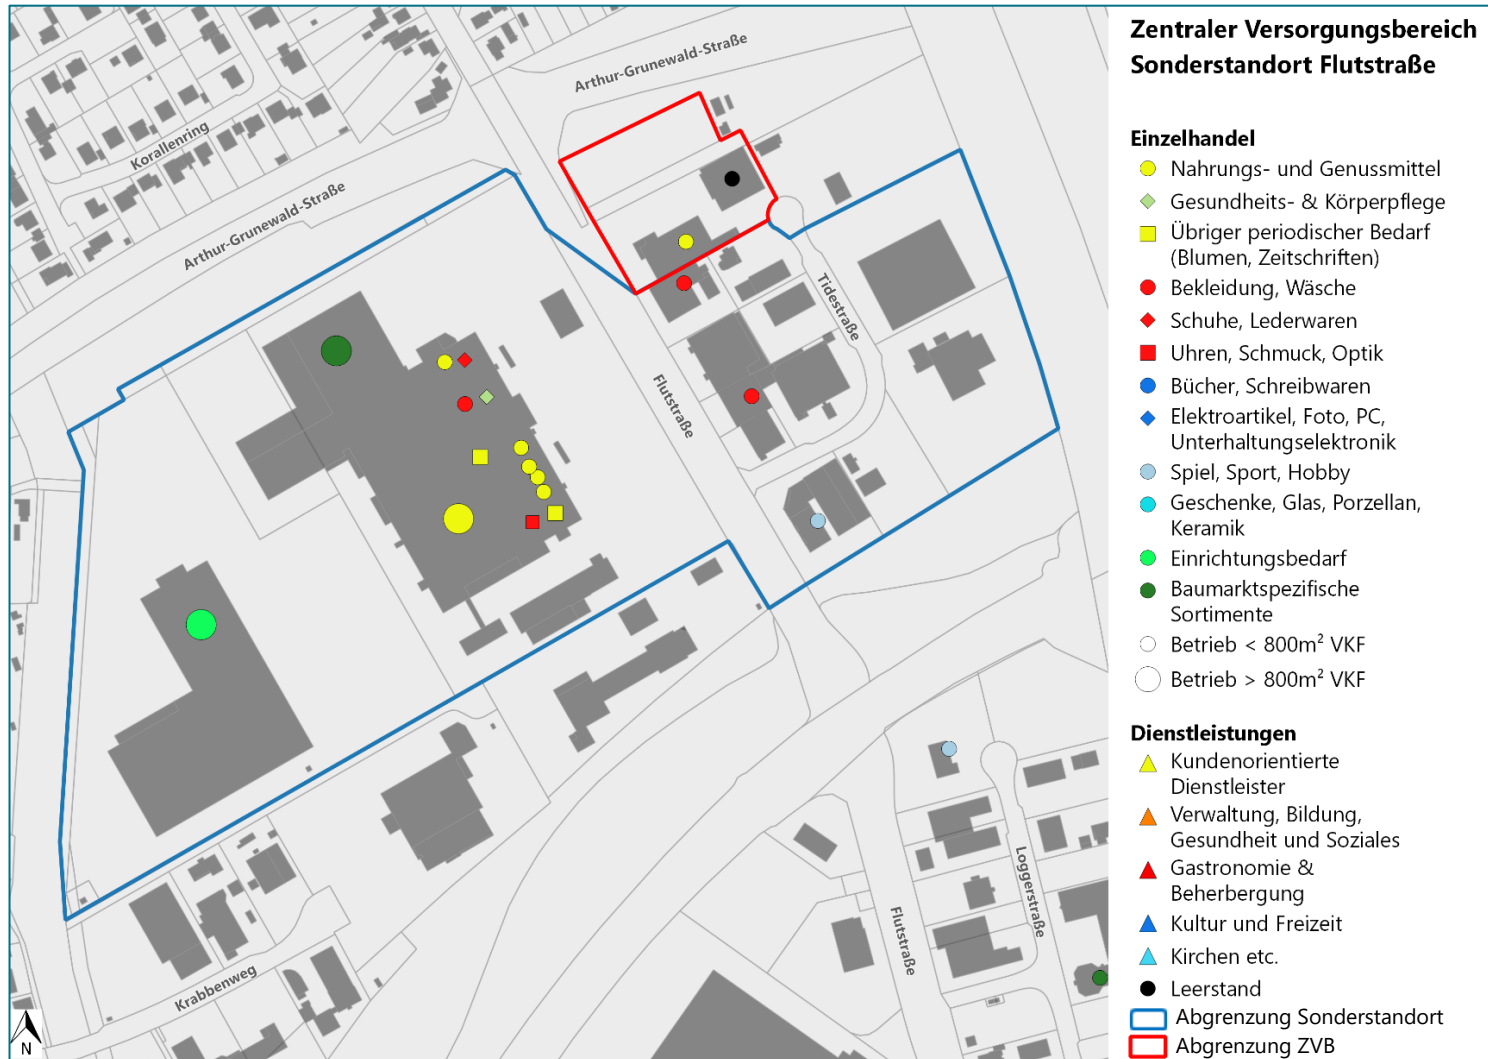 Zentraler Versorgungsbereich
Sonderstandort Flutstraße
Einzelhandel
Nahrungs- und Genussmittel
Gesundheits- & Körperpflege
Übriger periodischer Bedarf
(Blumen, Zeitschriften)
Bekleidung, Wäsche
Schuhe, Lederwaren
Uhren, Schmuck, Optik
Bücher, Schreibwaren
Elektroartikel, Foto, PC,
Unterhaltungselektronik
Spiel, Sport, Hobby
Geschenke, Glas, Porzellan,
Keramik
Einrichtungsbedarf
Baumarktspezifische
Sortimente
Betrieb < 800m² VKF
Betrieb > 800m² VKF
Dienstleistungen
Kundenorientierte
Dienstleister
Verwaltung, Bildung,
Gesundheit und Soziales
Gastronomie &
Beherbergung
Kultur und Freizeit
Kirchen etc.
Leerstand
Abgrenzung Sonderstandort
Abgrenzung ZVB
Arthur-Grunewald-Straße
Korallenring
Arthur-Grunewald-Straße
Tidestraße
Flutstraße
Loggerstraße
Flutstraße
Krabbenweg
N